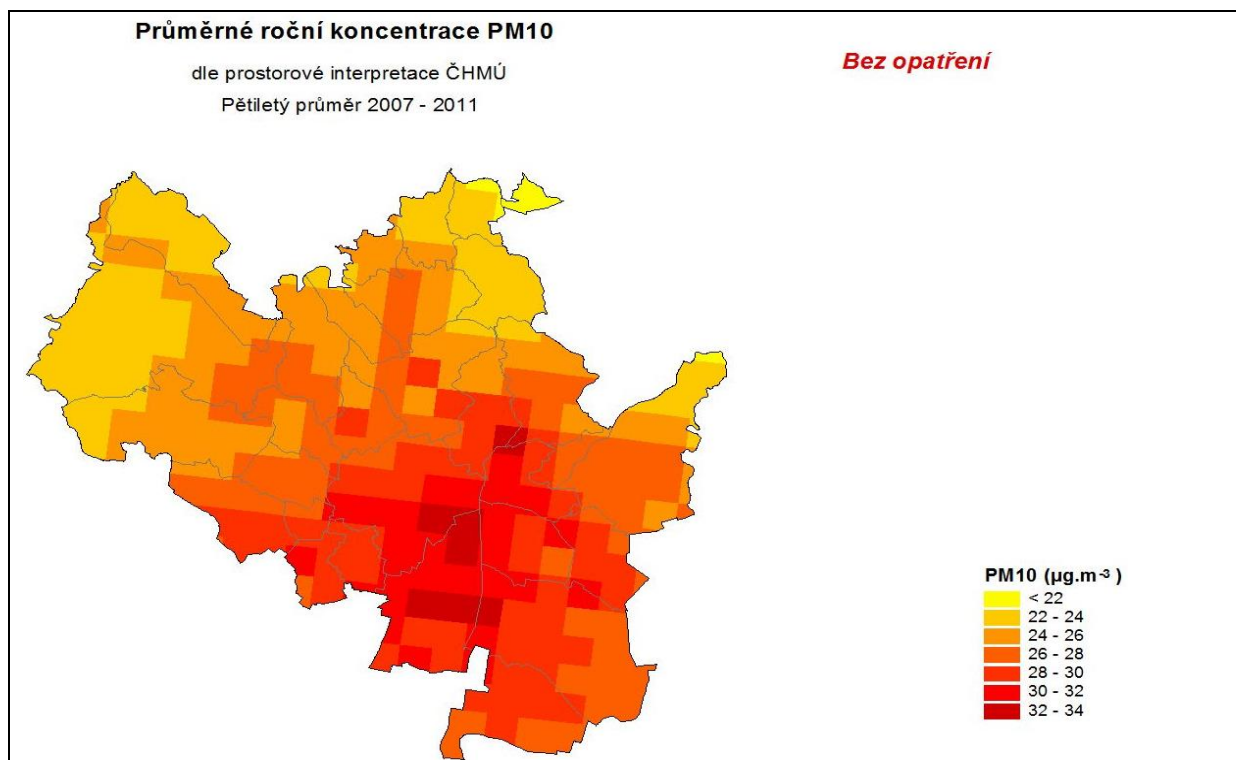 Průměrné roční koncentrace PM10
dle prostorové interpretace ČHMÚ
Pětiletý průměr 2007 - 2011
Bez opatření
PM10 (µg.m⁻³ )
< 22
22 - 24
24 - 26
26 - 28
28 - 30
30 - 32
32 - 34